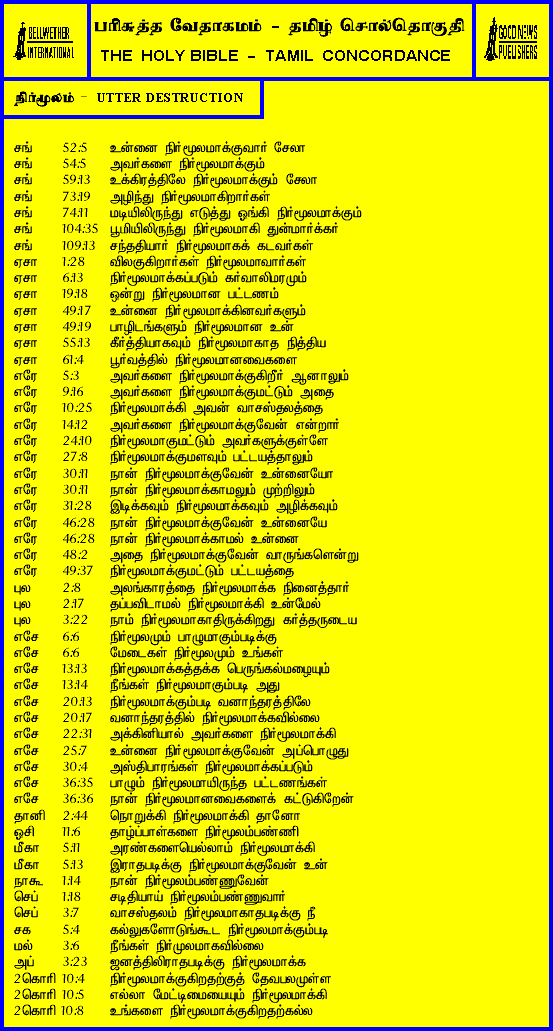 BELLWETHER
INTERNATIONAL
பரிசுத்த வேதாகமம் - தமிழ் சொல்தொகுதி
THE HOLY BIBLE - TAMIL CONCORDANCE
GOOD NEWS
PUBLISHERS
நிர்மூலம் - UTTER DESTRUCTION
சங் 52:5 உன்னை நிர்மூலமாக்குவார் சேலா
சங் 54:5 அவர்களை நிர்மூலமாக்கும்
சங் 59:13 உக்கிரத்திலே நிர்மூலமாக்கும் சேலா
சங் 73:19 அழிந்து நிர்மூலமாகிறார்கள்
சங் 74:11 மடியிலிருந்து எடுத்து ஓங்கி நிர்மூலமாக்கும்
சங் 104:35 பூமியிலிருந்து நிர்மூலமாகி துன்மார்க்கர்
சங் 109:13 சந்ததியார் நிர்மூலமாகக் கடவர்கள்
ஏசா 1:28 விலகுகிறார்கள் நிர்மூலமாவார்கள்
ஏசா 6:13 நிர்மூலமாக்கப்படும் கர்வாலிமரமும்
ஏசா 19:18 ஒன்று நிர்மூலமான பட்டணம்
ஏசா 49:17 உன்னை நிர்மூலமாக்கினவர்களும்
ஏசா 49:19 பாழிடங்களும் நிர்மூலமான உன்
ஏசா 55:13 கீர்த்தியாகவும் நிர்மூலமாகாத நித்திய
ஏசா 61:4 பூர்வத்தில் நிர்மூலமானவைகளை
எரே 5:3 அவர்களை நிர்மூலமாக்குகிறீர் ஆனாலும்
எரே 9:16 அவர்களை நிர்மூலமாக்குமட்டும் அதை
எரே 10:25 நிர்மூலமாக்கி அவன் வாசஸ்தலத்தை
எரே 14:12 அவர்களை நிர்மூலமாக்குவேன் என்றார்
எரே 24:10 நிர்மூலமாகுமட்டும் அவர்களுக்குள்ளே
எரே 27:8 நிர்மூலமாக்குமளவும் பட்டயத்தாலும்
எரே 30:11 நான் நிர்மூலமாக்குவேன் உன்னையோ
எரே 30:11 நான் நிர்மூலமாக்காமலும் முற்றிலும்
எரே 31:28 இடிக்கவும் நிர்மூலமாக்கவும் அழிக்கவும்
எரே 46:28 நான் நிர்மூலமாக்குவேன் உன்னையே
எரே 46:28 நான் நிர்மூலமாக்காமல் உன்னை
எரே 48:2 அதை நிர்மூலமாக்குவேன் வாருங்களென்று
எரே 49:37 நிர்மூலமாக்குமட்டும் பட்டயத்தை
புல 2:8 அலங்காரத்தை நிர்மூலமாக்க நினைத்தார்
புல 2:17 தப்பவிடாமல் நிர்மூலமாக்கி உன்மேல்
புல 3:22 நாம் நிர்மூலமாகாதிருக்கிறது கர்த்தருடைய
எசே 6:6 நிர்மூலமும் பாழுமாகும்படிக்கு
எசே 6:6 மேடைகள் நிர்மூலமும் உங்கள்
எசே 13:13 நிர்மூலமாக்கத்தக்க பெருங்கல்மழையும்
எசே 13:14 நீங்கள் நிர்மூலமாகும்படி அது
எசே 20:13 நிர்மூலமாக்கும்படி வனாந்தரத்திலே
எசே 20:17 வனாந்தரத்தில் நிர்மூலமாக்கவில்லை
எசே 22:31 அக்கினியால் அவர்களை நிர்மூலமாக்கி
எசே 25:7 உன்னை நிர்மூலமாக்குவேன் அப்பொழுது
எசே 30:4 அஸ்திபாரங்கள் நிர்மூலமாக்கப்படும்
எசே 36:35 பாழும் நிர்மூலமாயிருந்த பட்டணங்கள்
எசே 36:36 நான் நிர்மூலமானவைகளைக் கட்டுகிறேன்
தானி 2:44 நொறுக்கி நிர்மூலமாக்கி தானோ
ஓசி 11:6 தாழ்ப்பாள்களை நிர்மூலம்பண்ணி
மீகா 5:11 அரண்களையெல்லாம் நிர்மூலமாக்கி
மீகா 5:13 இராதபடிக்கு நிர்மூலமாக்குவேன் உன்
நாகூ 1:14 நான் நிர்மூலம்பண்ணுவேன்
செப் 1:18 சடிதியாய் நிர்மூலம்பண்ணுவார்
செப் 3:7 வாசஸ்தலம் நிர்மூலமாகாதபடிக்கு நீ
சக 5:4 கல்லுகளோடுங்கூட நிர்மூலமாக்கும்படி
மல் 3:6 நீங்கள் நிர்முலமாகவில்லை
அப் 3:23 ஜனத்திலிராதபடிக்கு நிர்மூலமாக்க
2கொரி 10:4 நிர்மூலமாக்குகிறதற்குத் தேவபலமுள்ள
2கொரி 10:5 எல்லா மேட்டிமையையும் நிர்மூலமாக்கி
2கொரி 10:8 உங்களை நிர்மூலமாக்குகிறதற்கல்ல